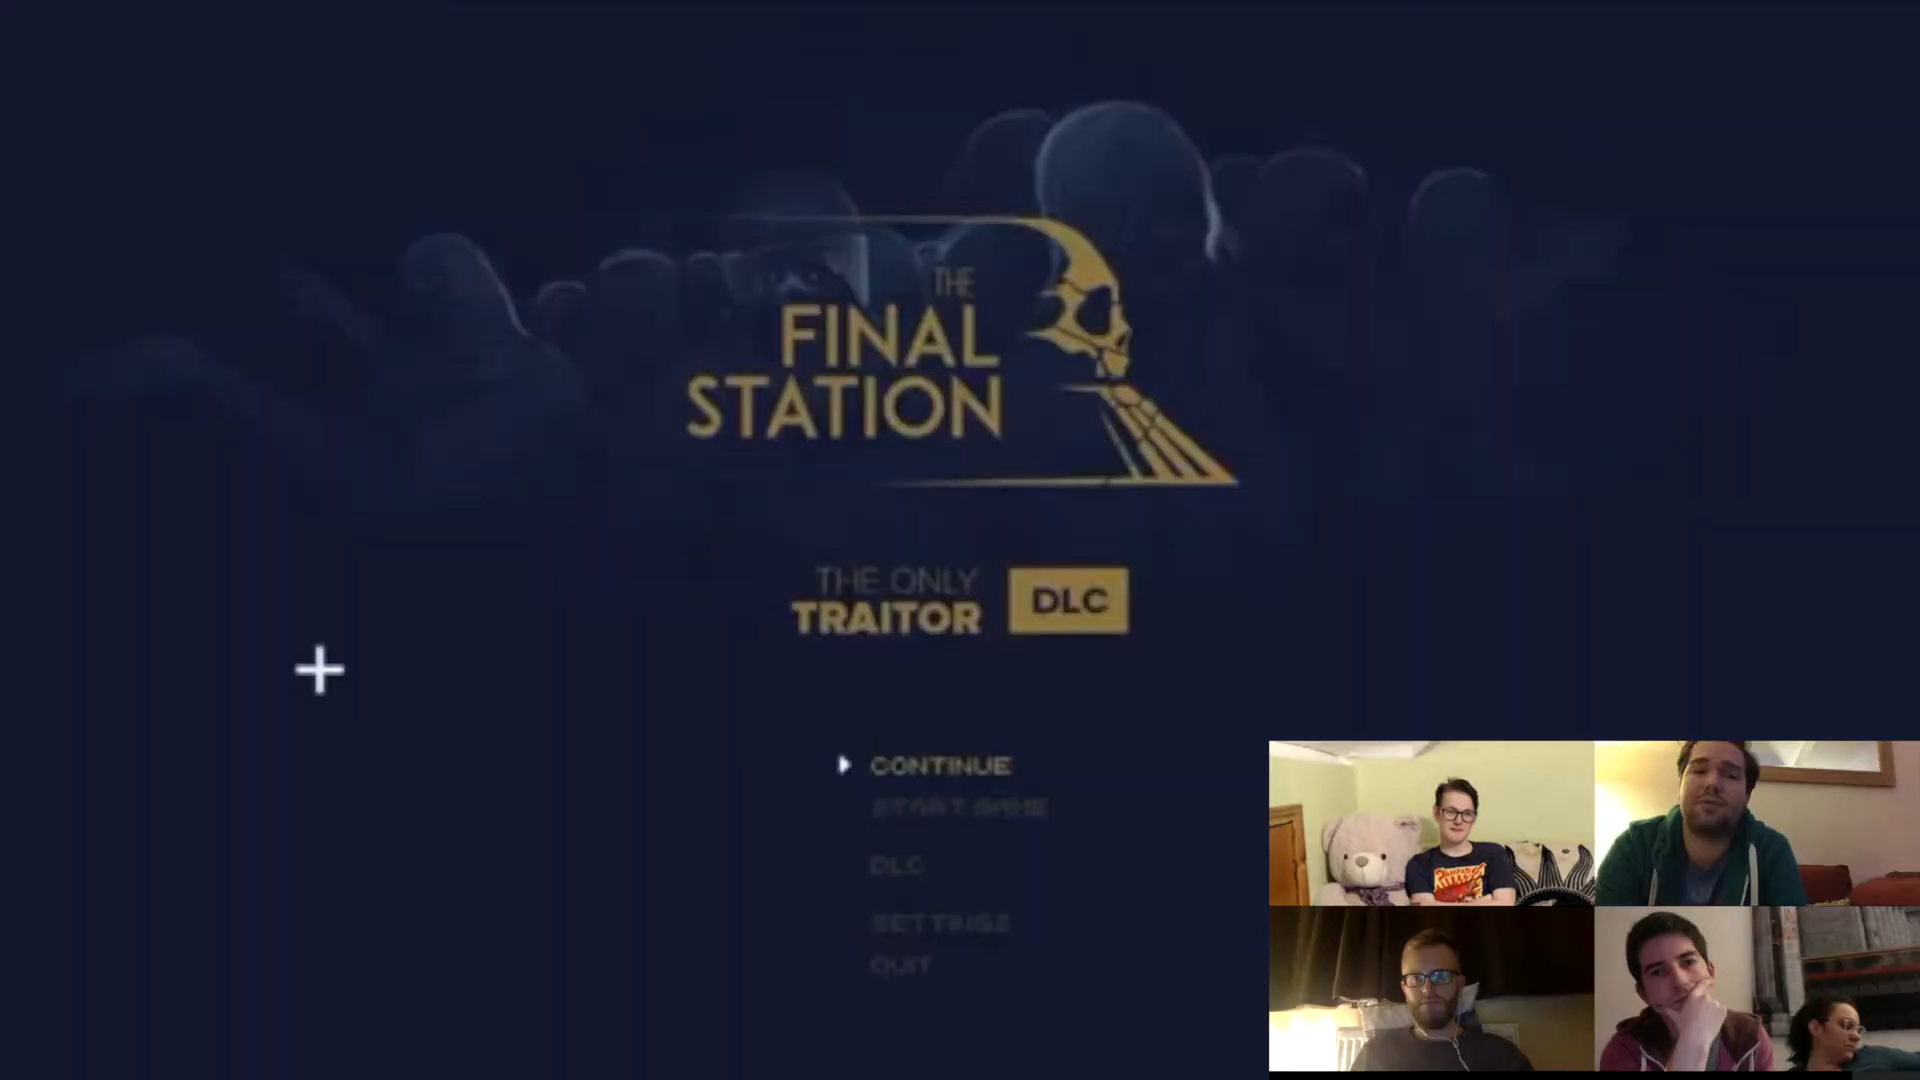 THE
FINAL
STATION
THE ONLY
TRAITOR
DLC
CONTINUE
START GAME
DLC
SETTINGS
QUIT